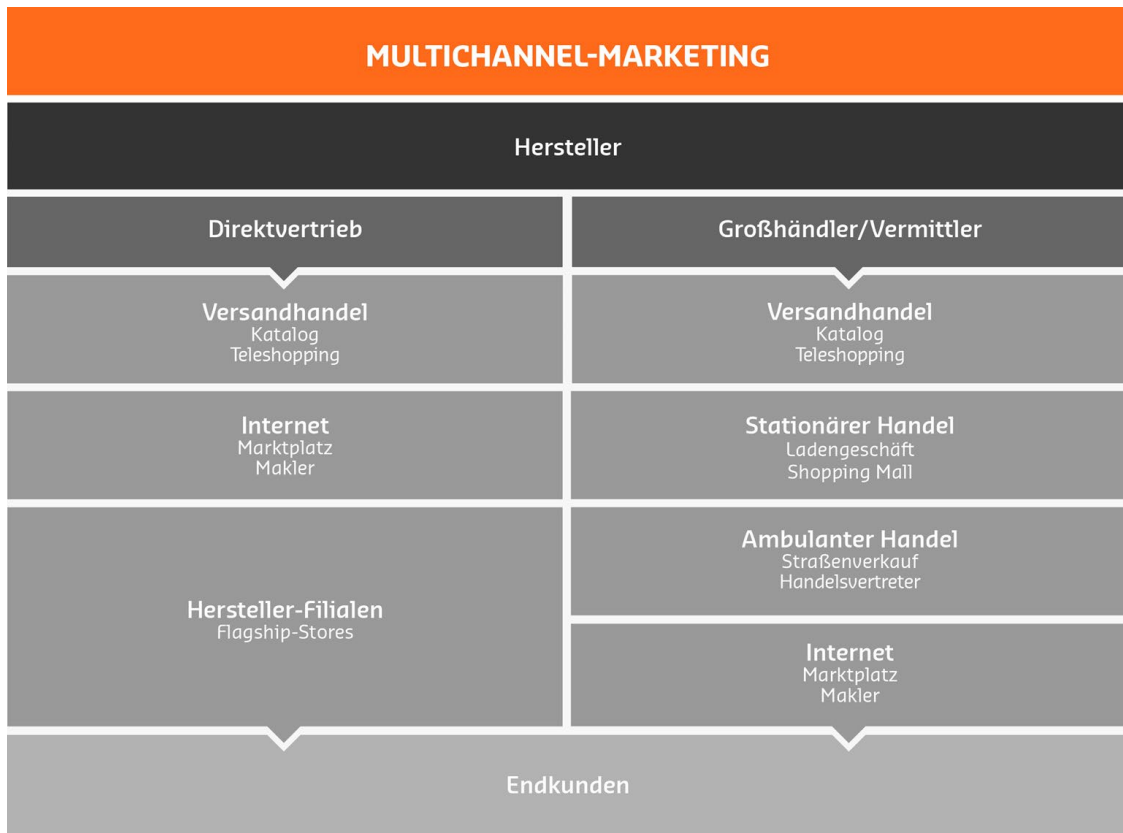 MULTICHANNEL-MARKETING
Hersteller
Direktvertrieb
Versandhandel
Katalog
Teleshopping
Internet
Marktplatz
Makler
Hersteller-Filialen
Flagship-Stores
Großhändler/Vermittler
Versandhandel
Katalog
Teleshopping
Stationärer Handel
Ladengeschäft
Shopping Mall
Ambulanter Handel
Straßenverkauf
Handelsvertreter
Internet
Marktplatz
Makler
Endkunden